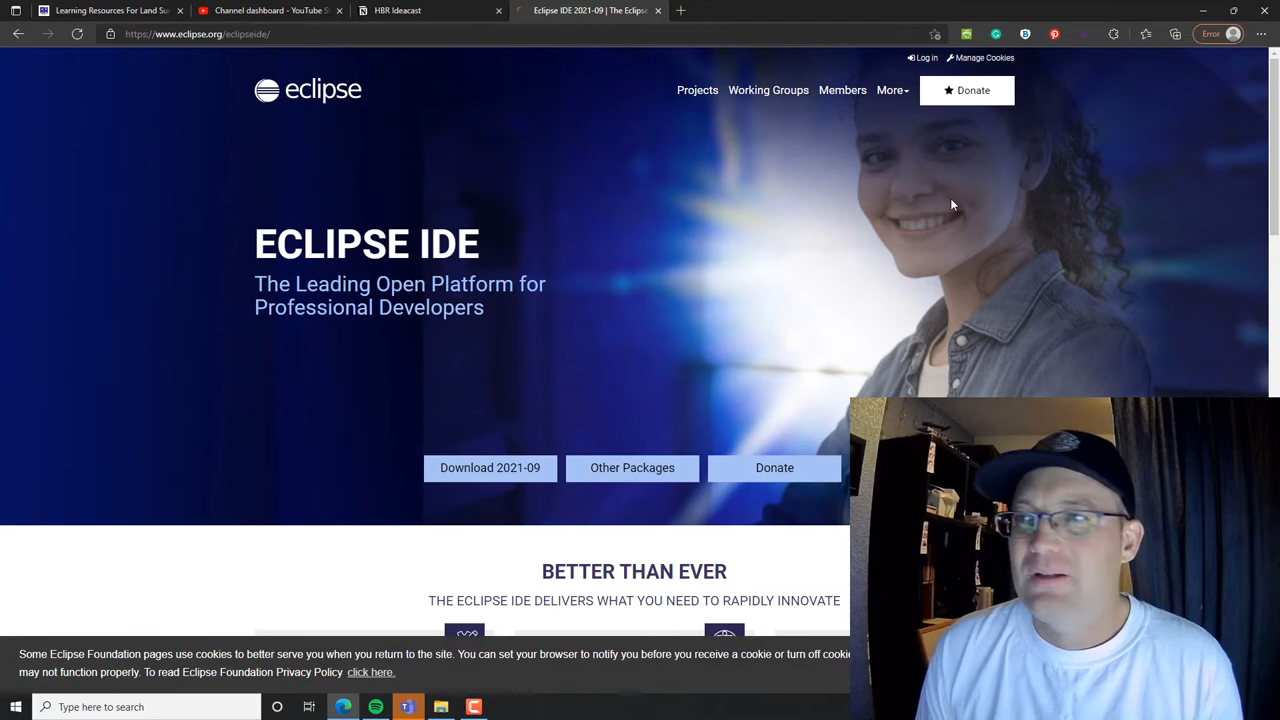 Learning Resources For Land Sur
Channel dashboard - YouTube S
HBR Ideacast
Eclipse IDE 2021-09 | The Eclipse
https://www.eclipse.org/eclipseide/
Error
Log in
Manage Cookies
eclipse
Projects
Working Groups
Members
More
Donate
ECLIPSE IDE
The Leading Open Platform for
Professional Developers
Download 2021-09
Other Packages
Donate
BETTER THAN EVER
THE ECLIPSE IDE DELIVERS WHAT YOU NEED TO RAPIDLY INNOVATE
Some Eclipse Foundation pages use cookies to better serve you when you return to the site. You can set your browser to notify you before you receive a cookie or turn off cookie
may not function properly. To read Eclipse Foundation Privacy Policy click here.
Type here to search